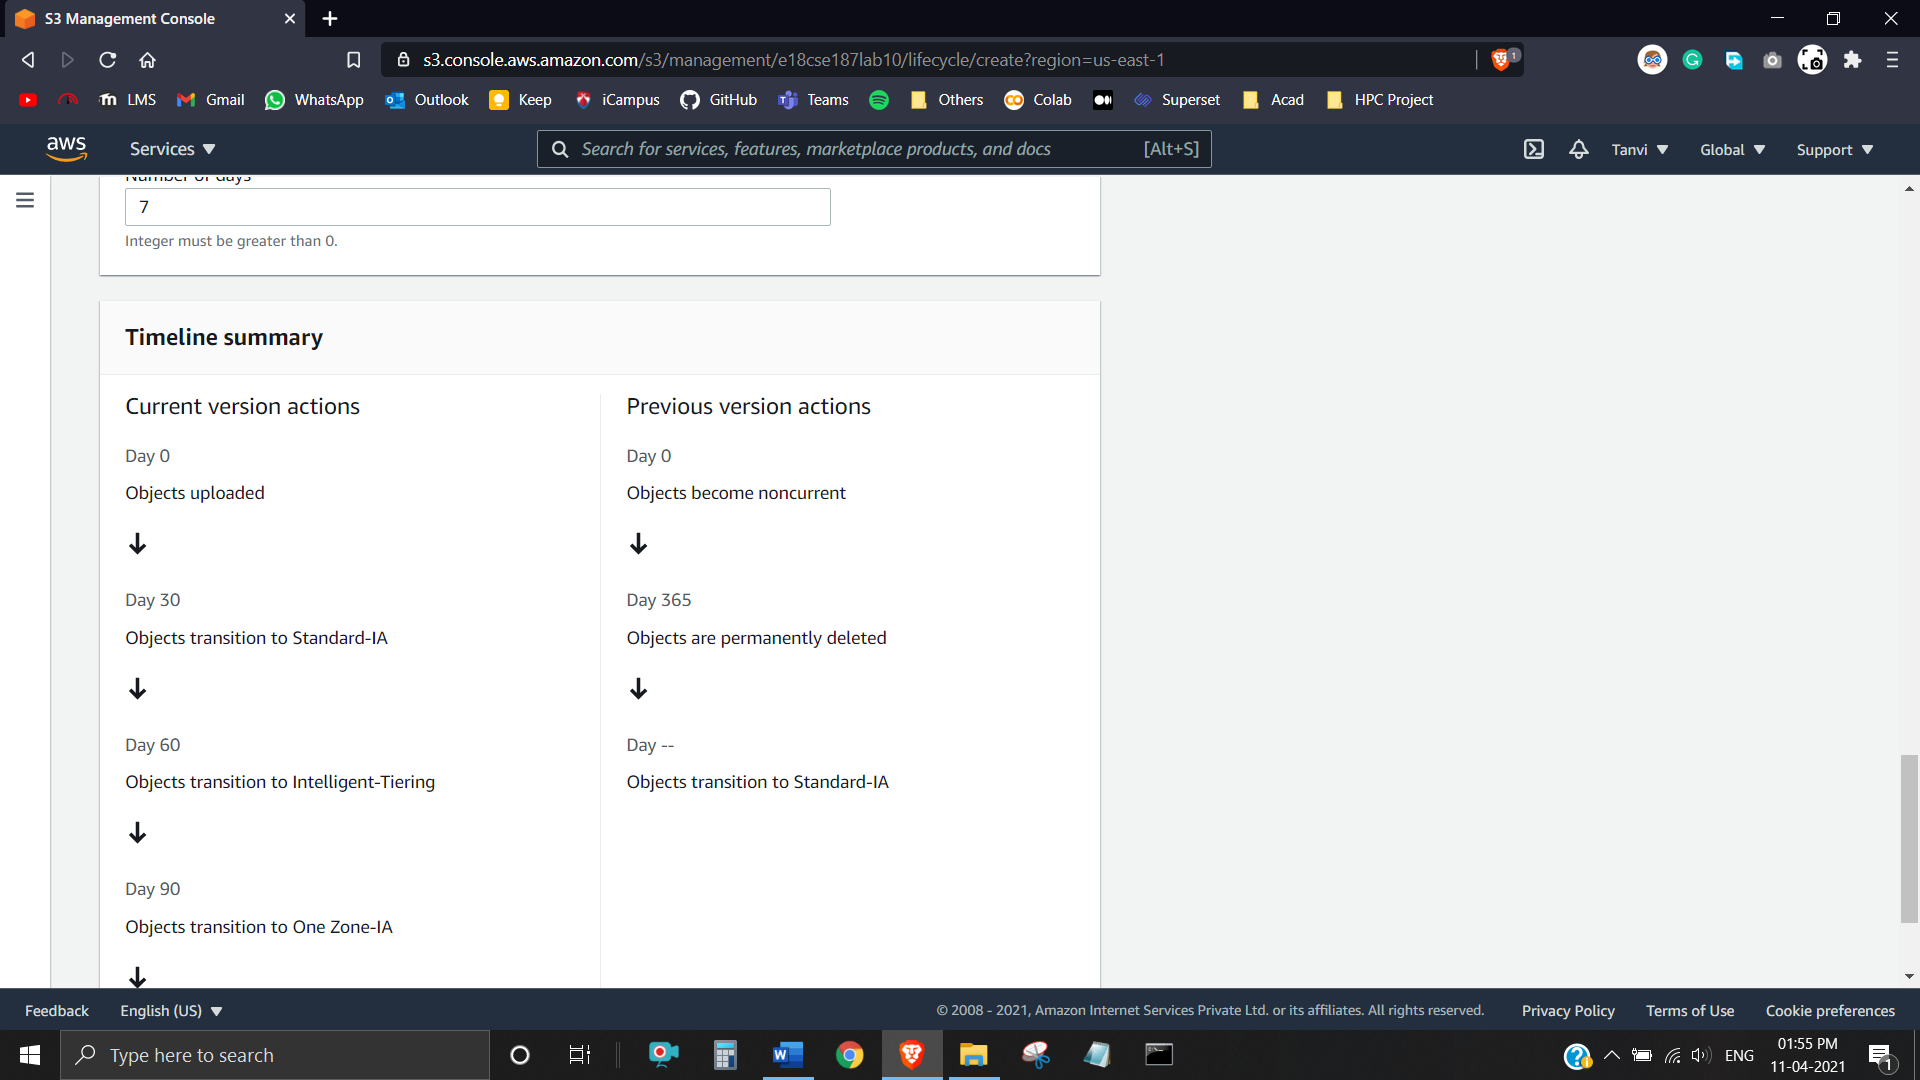 S3 Management Console
s3.console.aws.amazon.com/s3/management/e18cse187lab10/lifecycle/create?region=us-east-1
1
LMS Gmail WhatsApp Outlook Keep iCampus GitHub Teams Others Colab Superset Acad HPC Project
aws Services Search for services, features, marketplace products, and docs [Alt+S] Tanvi Global Support
Number of days
7
Integer must be greater than 0.
Timeline summary
Current version actions
Day 0
Objects uploaded
Day 30
Objects transition to Standard-IA
Day 60
Objects transition to Intelligent-Tiering
Day 90
Objects transition to One Zone-IA
Previous version actions
Day 0
Objects become noncurrent
Day 365
Objects are permanently deleted
Day --
Objects transition to Standard-IA
Feedback English (US) © 2008 - 2021, Amazon Internet Services Private Ltd. or its affiliates. All rights reserved. Privacy Policy Terms of Use Cookie preferences
Type here to search
ENG
01:55 PM
11-04-2021
1